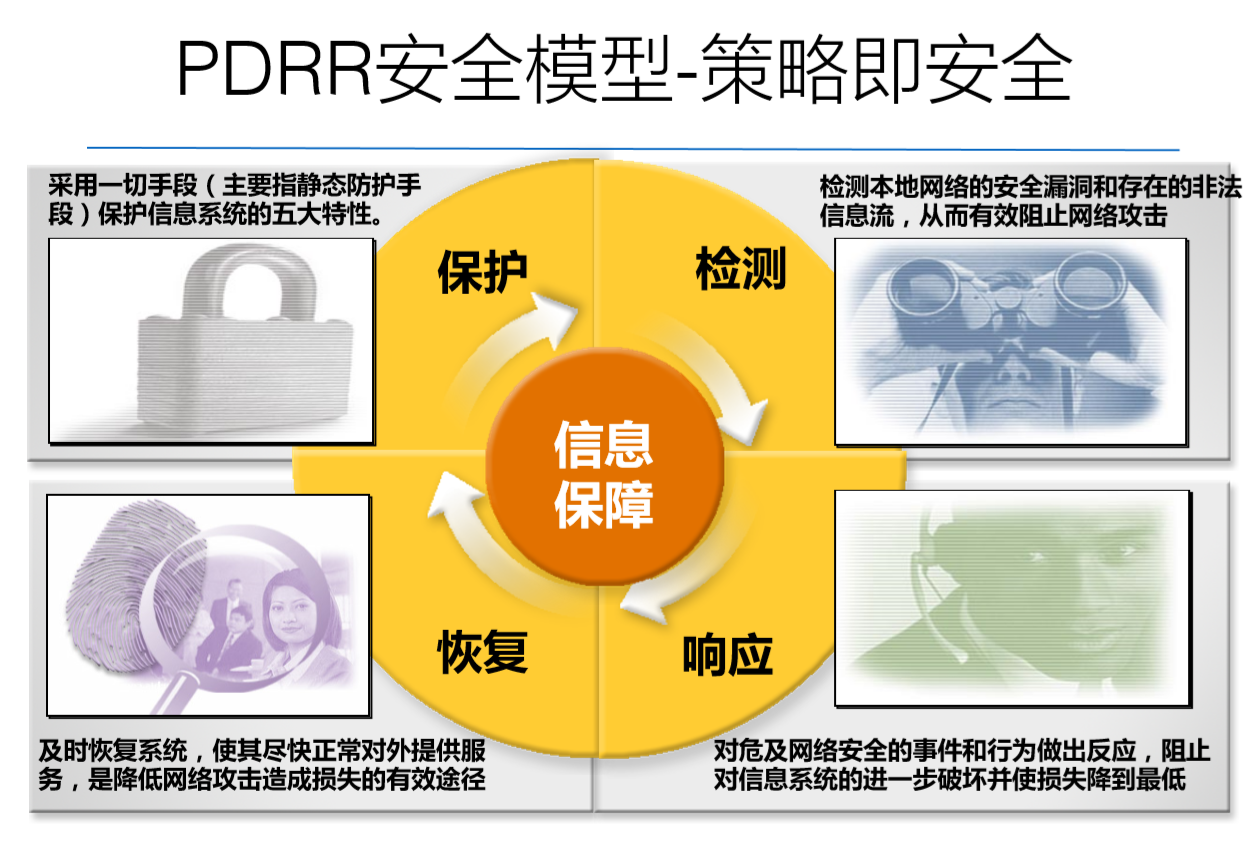 PDRR安全模型-策略即安全
采用一切手段（主要指静态防护手
段）保护信息系统的五大特性。
检测本地网络的安全漏洞和存在的非法
信息流，从而有效阻止网络攻击
保护
检测
信息
保障
恢复
响应
及时恢复系统，使其尽快正常对外提供服
务，是降低网络攻击造成损失的有效途径
对危及网络安全的事件和行为做出反应，阻止
对信息系统的进一步破坏并使损失降到最低